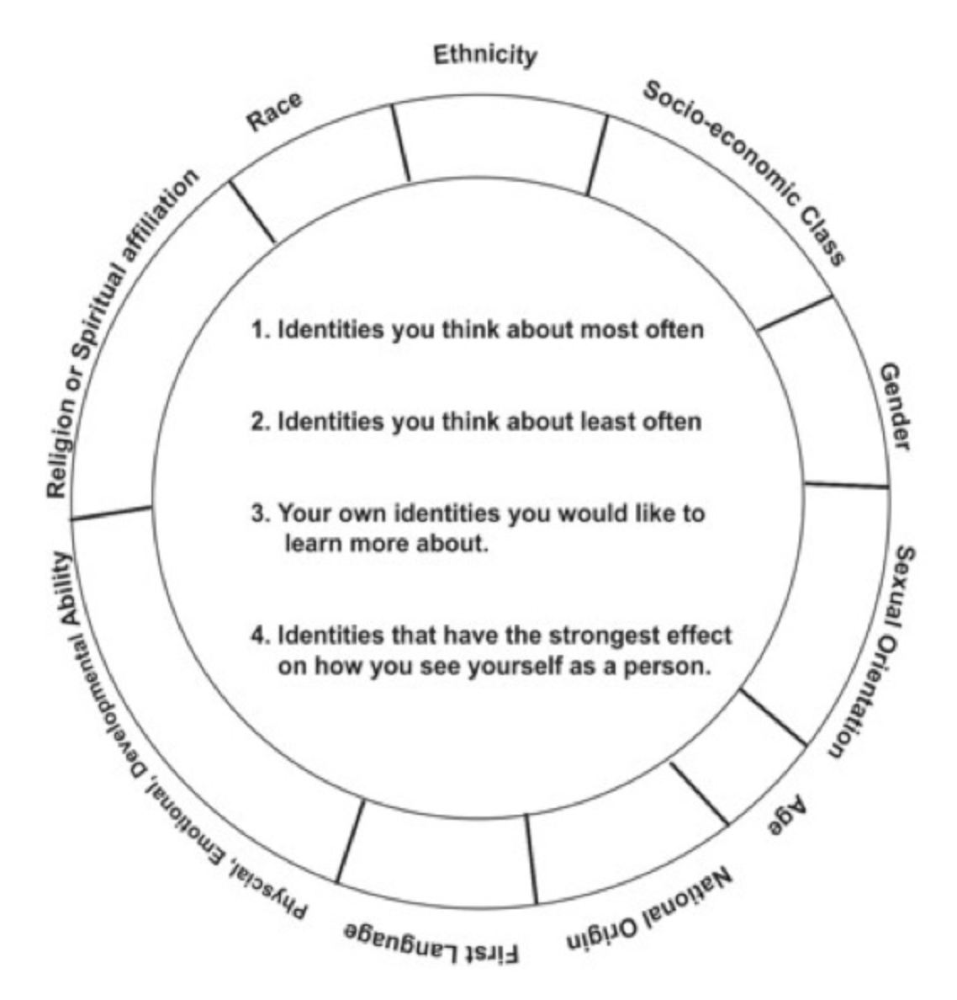 Ethnicity
Socio-economic Class
Gender
Sexual Orientation
Age
National Origin
First Language
Physcial, Emotional, Developmental Ability
Religion or Spiritual affiliation
Race
1. Identities you think about most often
2. Identities you think about least often
3. Your own identities you would like to
learn more about.
4. Identities that have the strongest effect
on how you see yourself as a person.